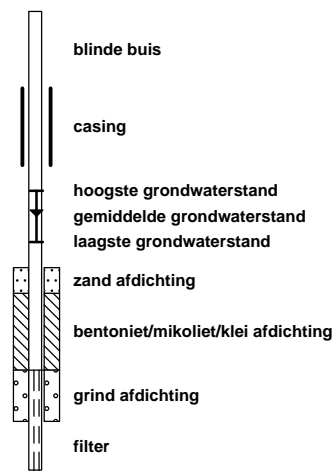 blinde buis
casing
hoogste grondwaterstand
gemiddelde grondwaterstand
laagste grondwaterstand
zand afdichting
bentoniet/mikoliet/klei afdichting
grind afdichting
filter